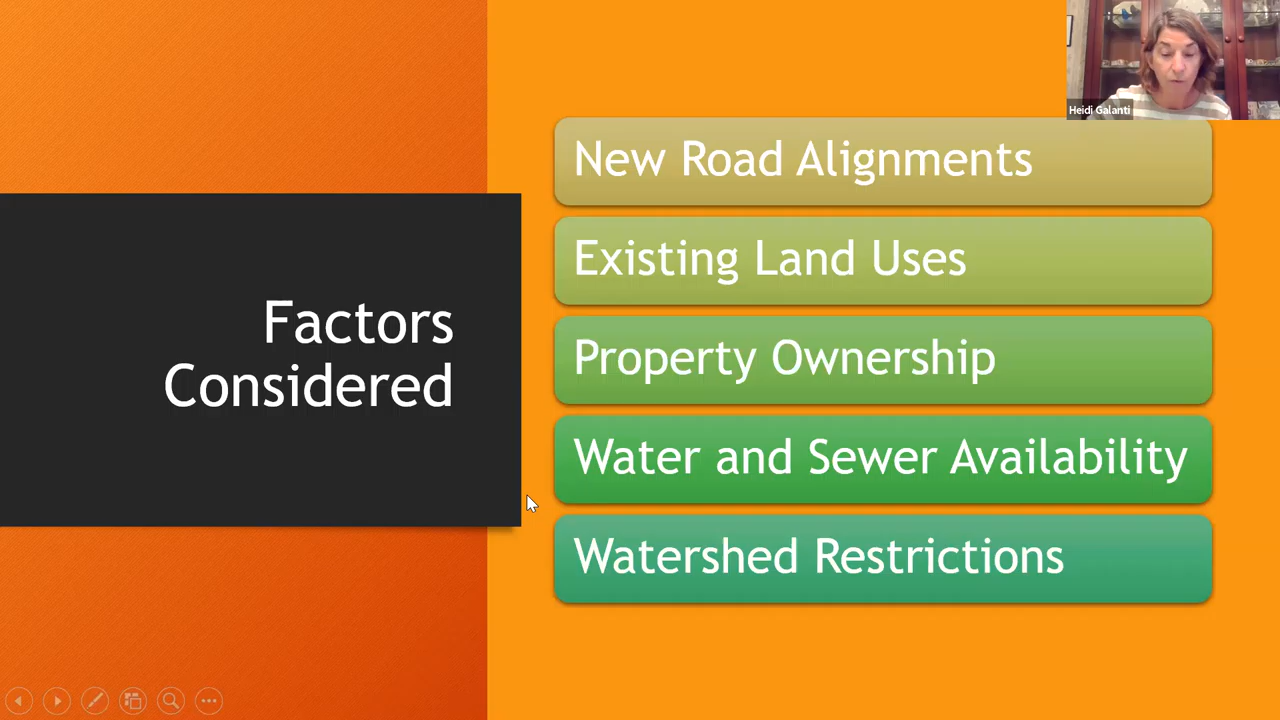 Heidi Galanti
Factors
Considered
New Road Alignments
Existing Land Uses
Property Ownership
Water and Sewer Availability
Watershed Restrictions